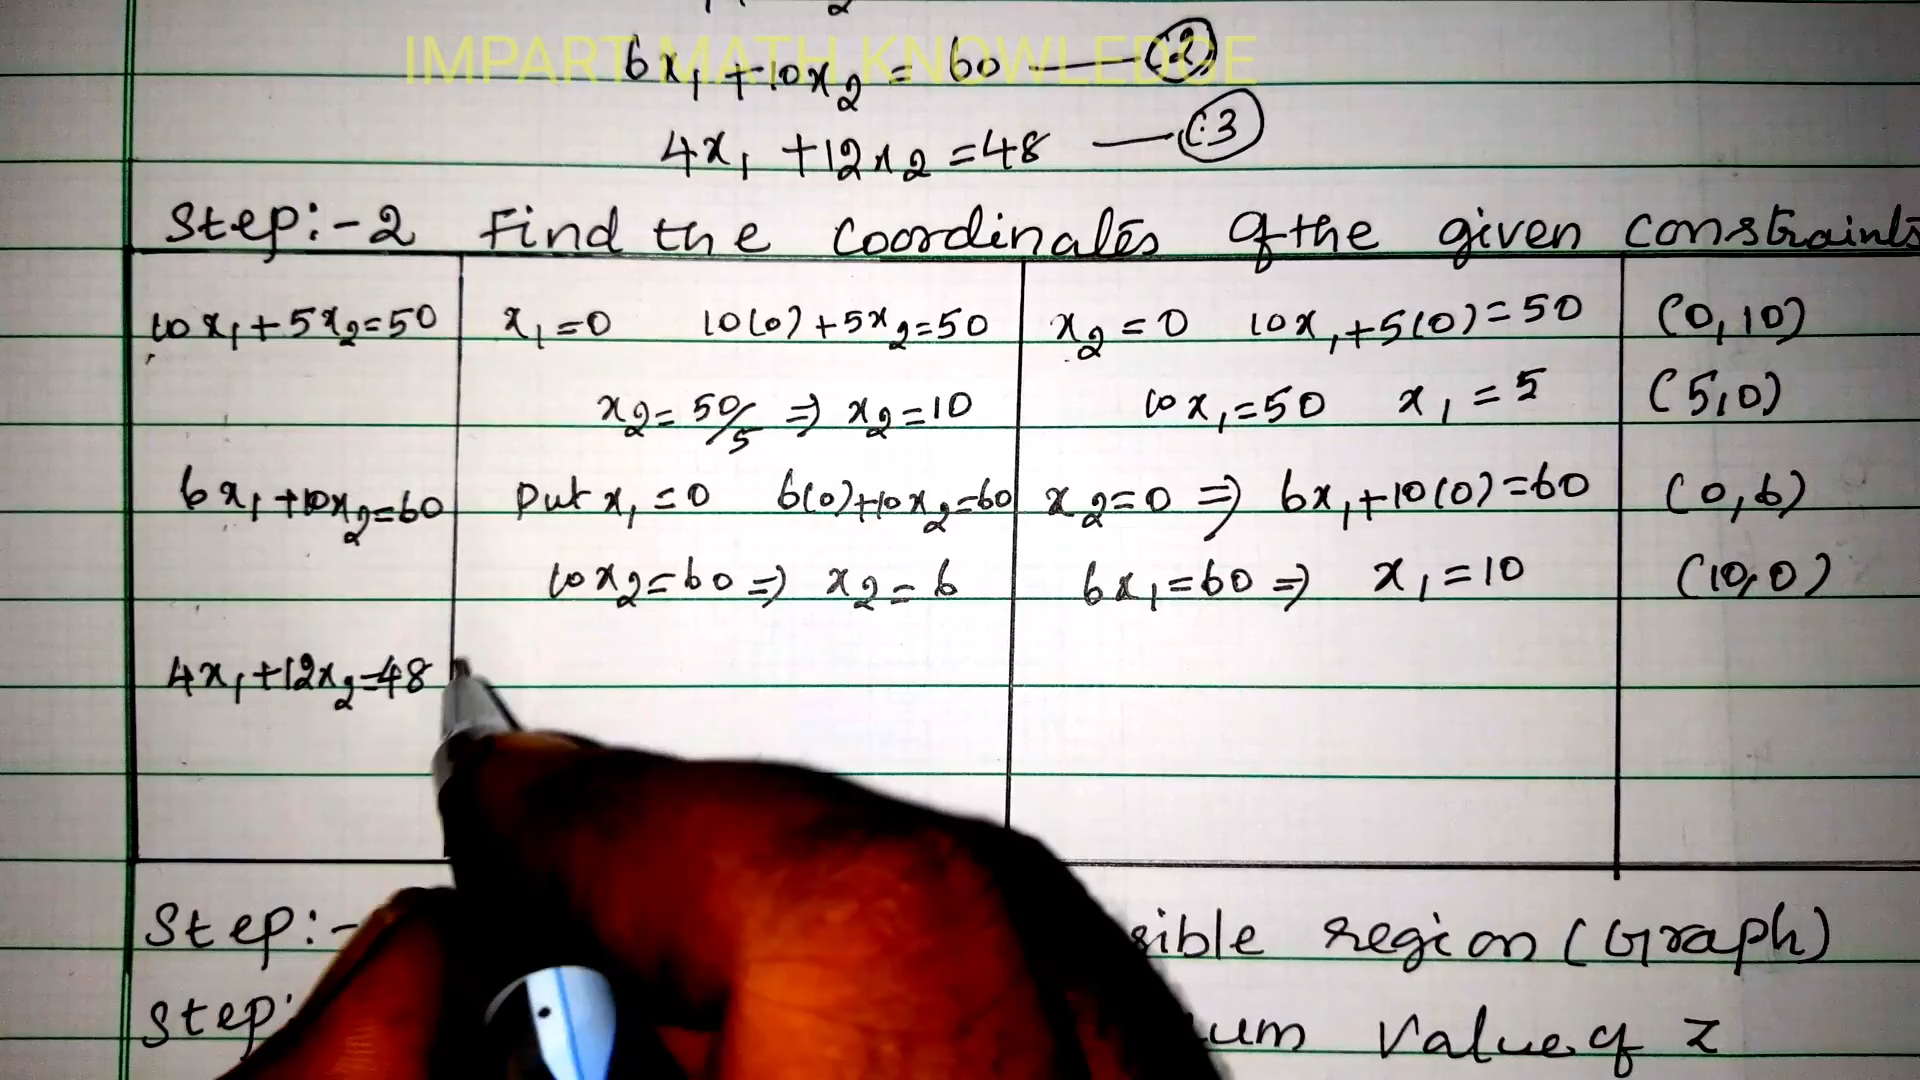 IMPART MATH KNOWLEDGE
6x₁ + 10x₂ = 60 —— (2)
4x₁ + 12x₂ = 48 —— (3)
Step:-2 Find the coordinates of the given constraints
10x₁ + 5x₂ = 50 x₁ = 0 10(0) + 5x₂ = 50 x₂ = 0 10x₁ + 5(0) = 50 (0, 10)
x₂ = 50/5 ⇒ x₂ = 10 10x₁ = 50 x₁ = 5 (5, 0)
6x₁ + 10x₂ = 60 Put x₁ = 0 6(0) + 10x₂ = 60 x₂ = 0 ⇒ 6x₁ + 10(0) = 60 (0, 6)
10x₂ = 60 ⇒ x₂ = 6 6x₁ = 60 ⇒ x₁ = 10 (10, 0)
4x₁ + 12x₂ = 48
Step:- region (Graph)
Step: Value of Z